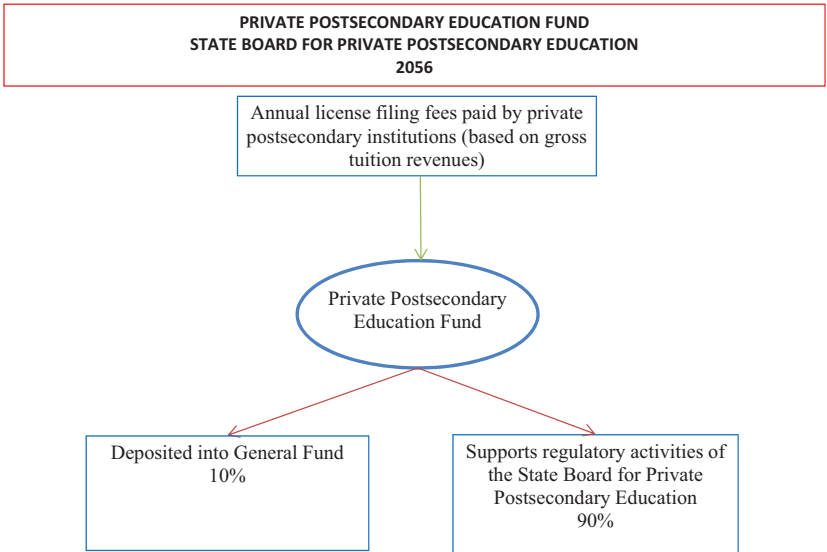 PRIVATE POSTSECONDARY EDUCATION FUND
STATE BOARD FOR PRIVATE POSTSECONDARY EDUCATION
2056
Annual license filing fees paid by private
postsecondary institutions (based on gross
tuition revenues)
Private Postsecondary
Education Fund
Deposited into General Fund
10%
Supports regulatory activities of
the State Board for Private
Postsecondary Education
90%